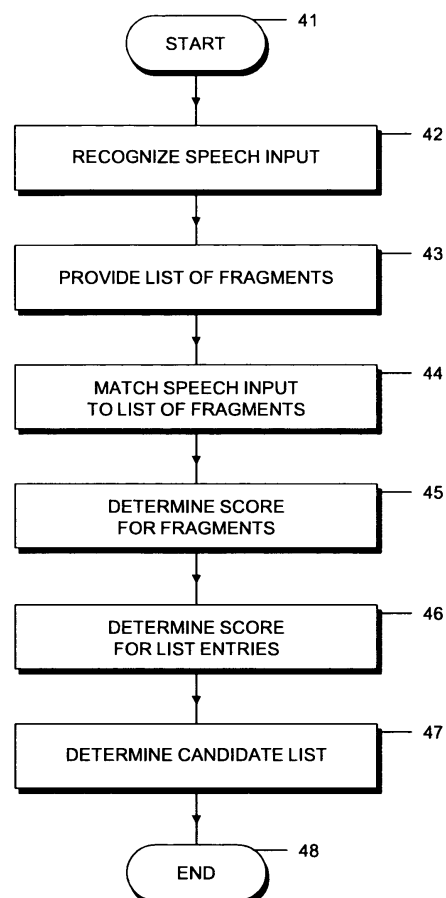 START
41
RECOGNIZE SPEECH INPUT
42
PROVIDE LIST OF FRAGMENTS
43
MATCH SPEECH INPUT
TO LIST OF FRAGMENTS
44
DETERMINE SCORE
FOR FRAGMENTS
45
DETERMINE SCORE
FOR LIST ENTRIES
46
DETERMINE CANDIDATE LIST
47
END
48